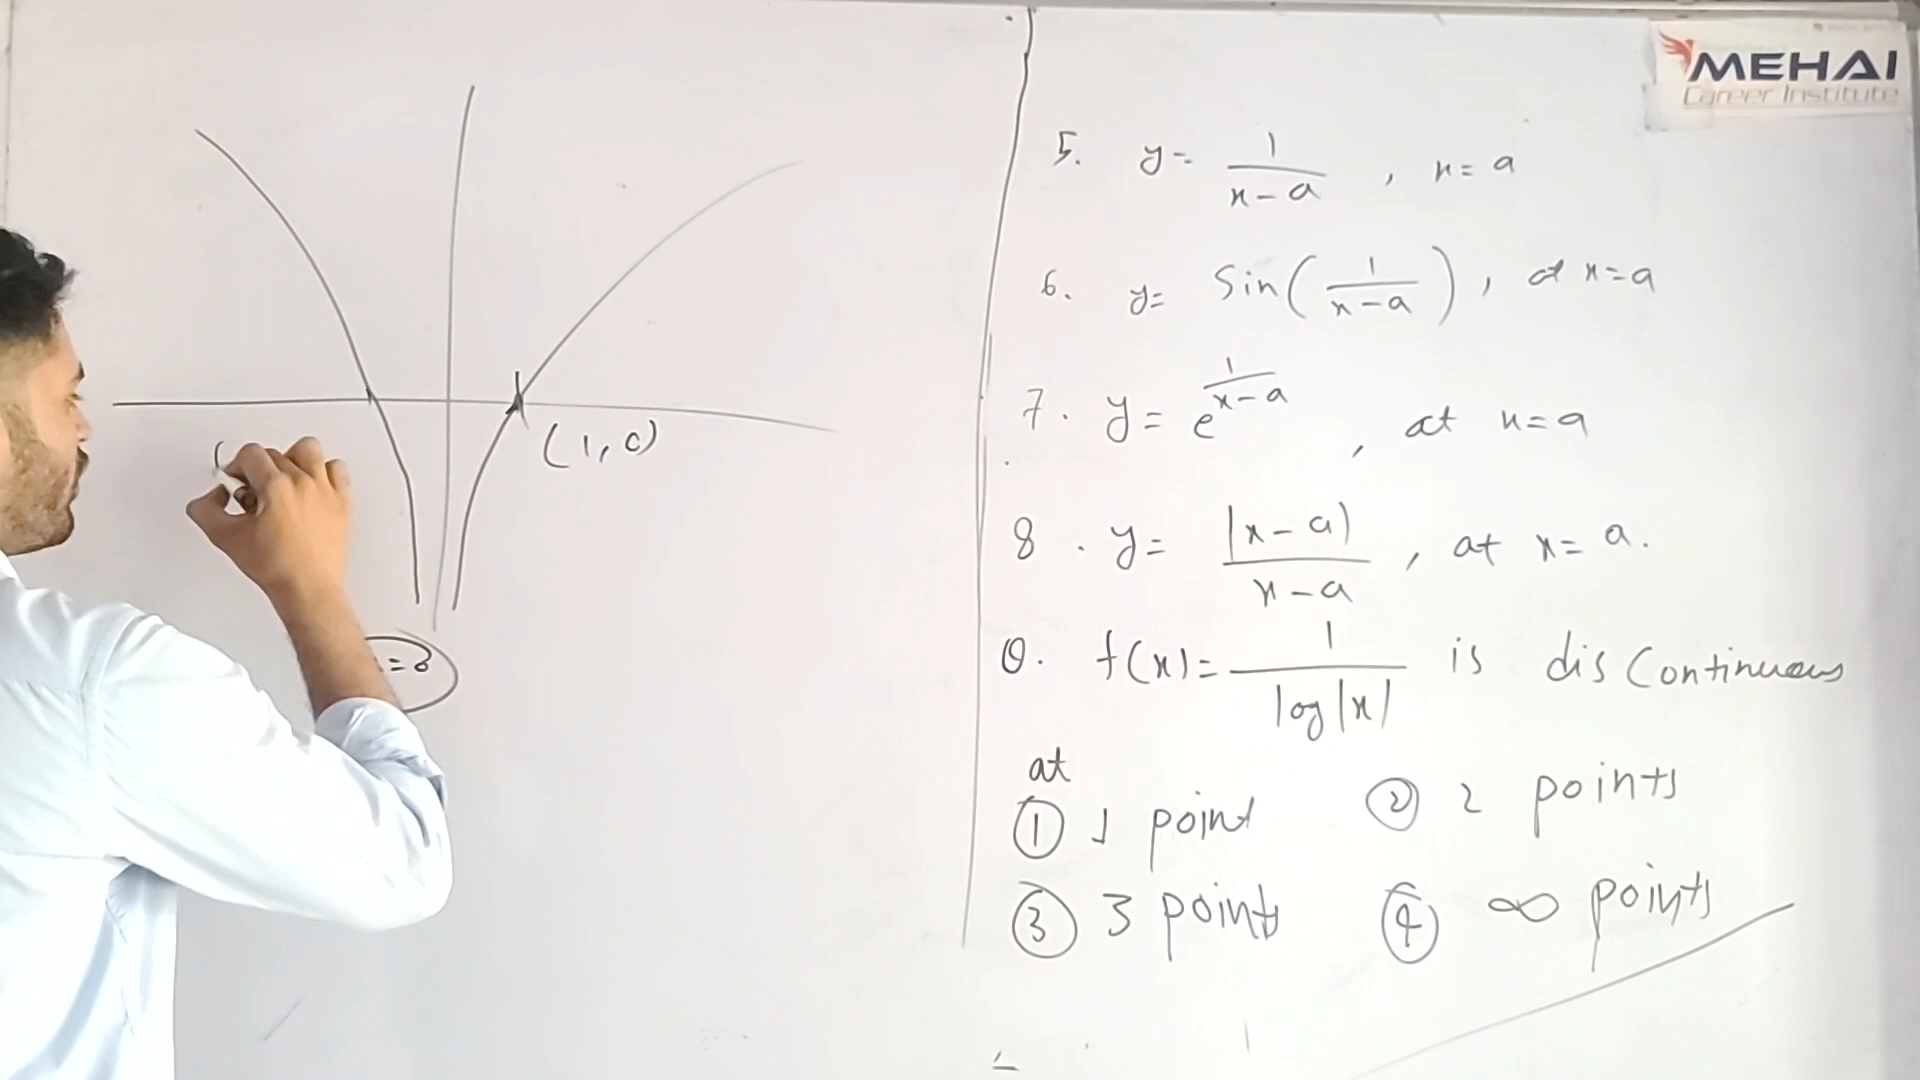 MEHAI
Career Institute
5. y = 1/(x-a) , x = a
6. y = Sin(1/(x-a)) , at x = a
7. y = e^(1/(x-a)) , at x = a
8. y = |x-a|/(x-a) , at x = a.
Q. f(x) = 1/log|x| is discontinuous
at
① 1 point ② 2 points
③ 3 points ④ ∞ points
(1, 0)
(